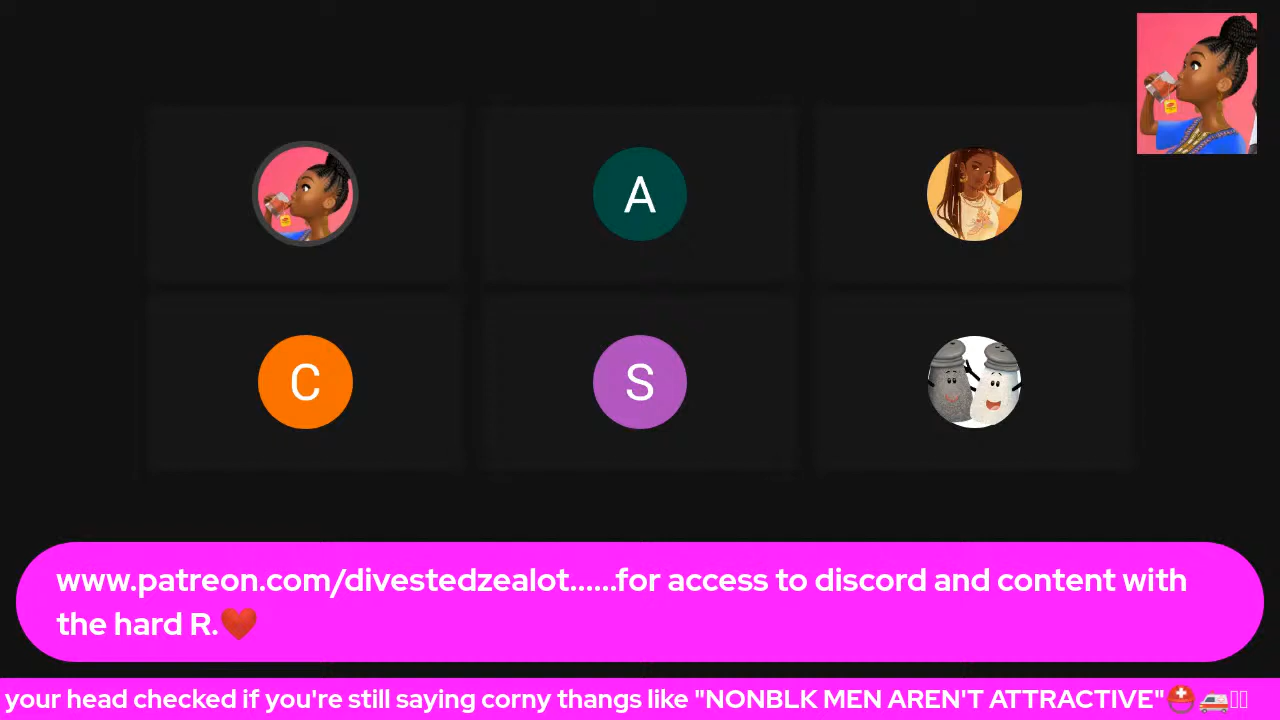 A
C
S
www.patreon.com/divestedzealot......for access to discord and content with
the hard R.❤️
your head checked if you're still saying corny thangs like "NONBLK MEN AREN'T ATTRACTIVE"⛑️🚑